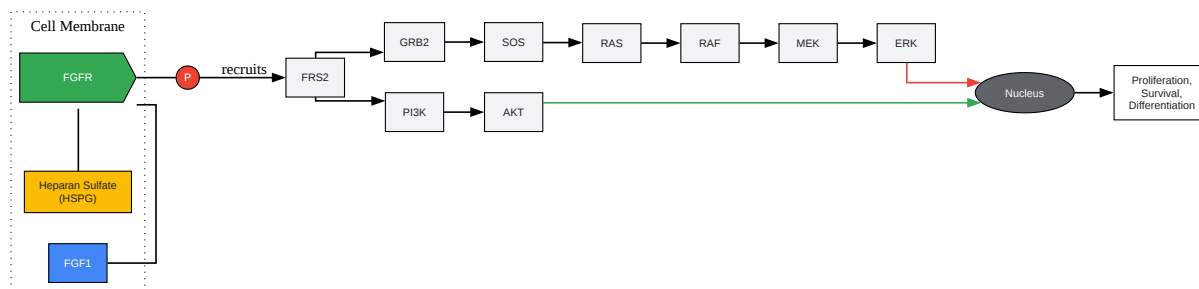 Cell Membrane
FGFR
P
recruits
FRS2
GRB2
SOS
RAS
RAF
MEK
ERK
PI3K
AKT
Nucleus
Proliferation,
Survival,
Differentiation
Heparan Sulfate
(HSPG)
FGF1